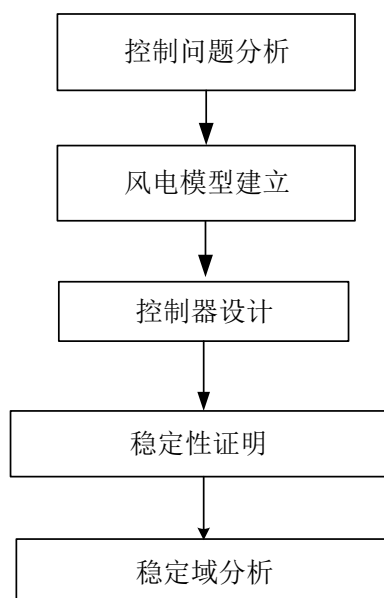 控制问题分析
风电模型建立
控制器设计
稳定性证明
稳定域分析